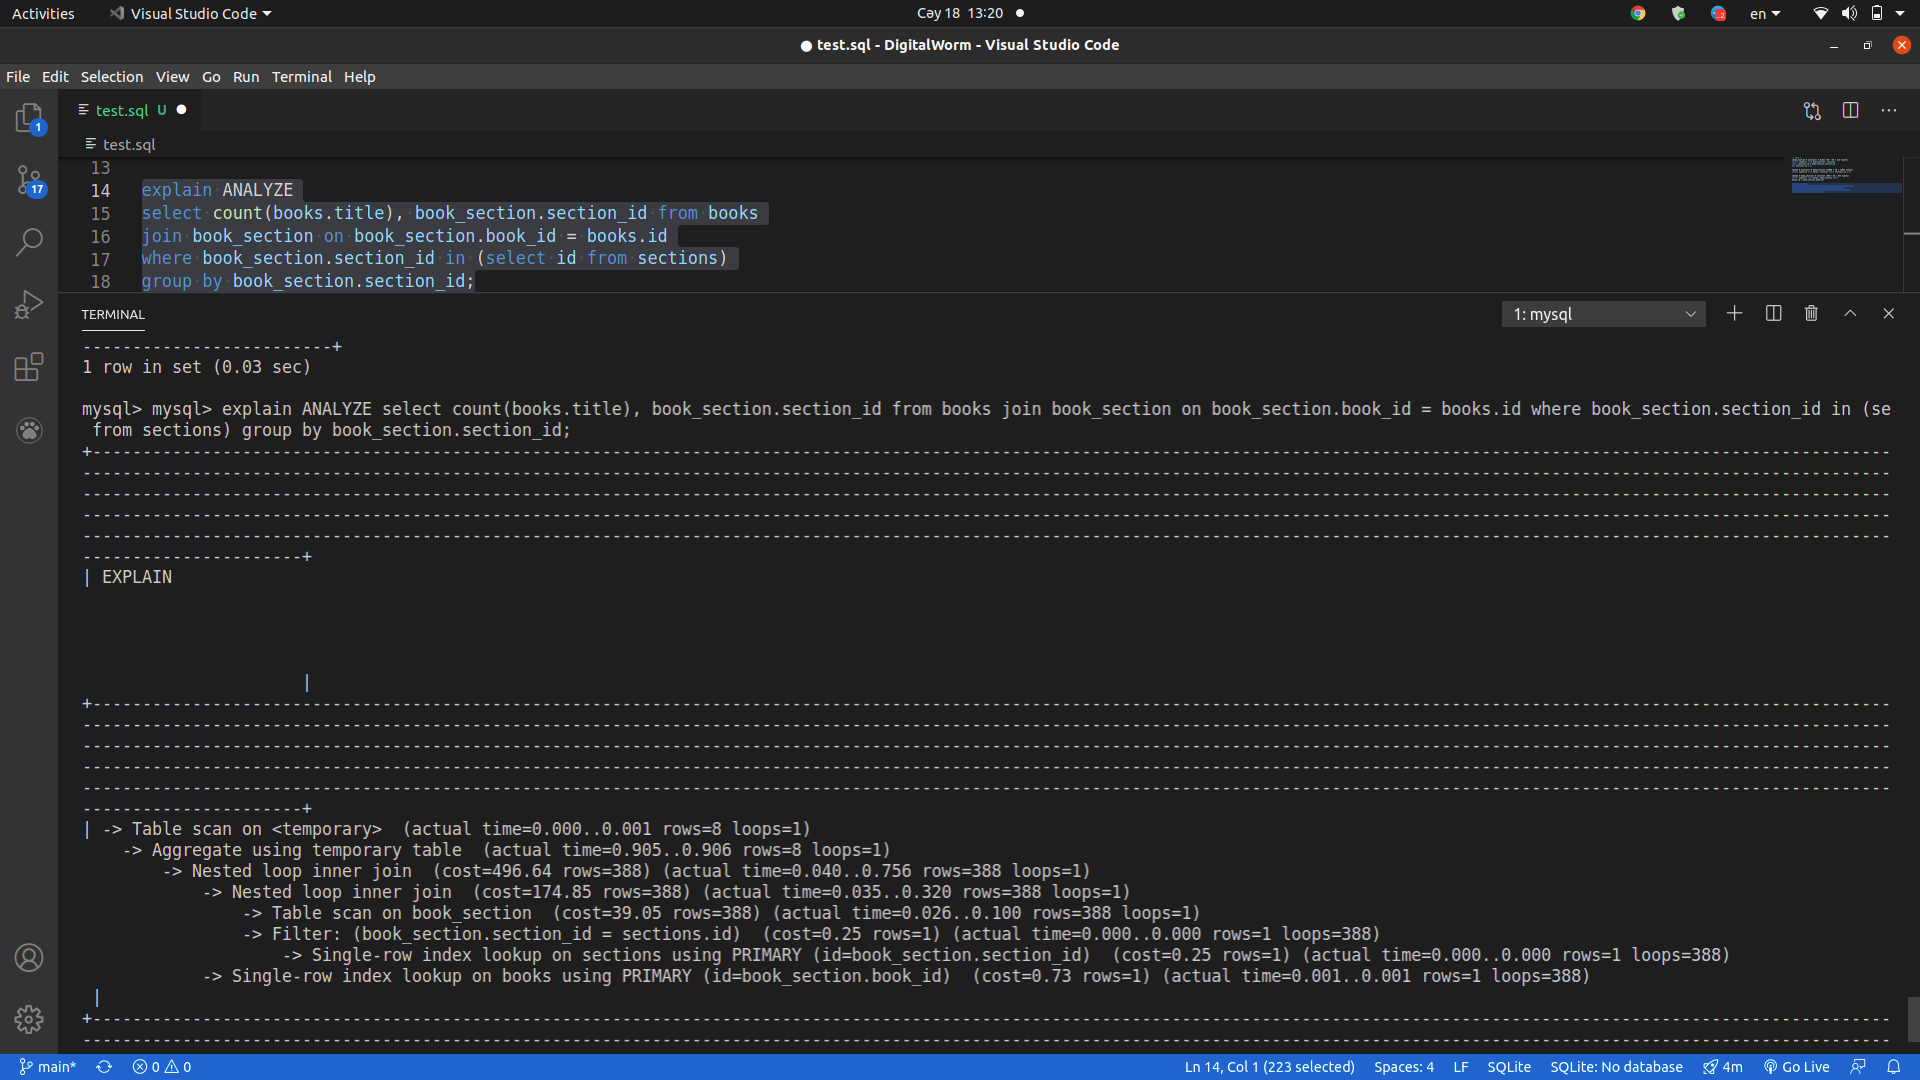 Activities
Visual Studio Code
Cəy 18 13:20
en
test.sql - DigitalWorm - Visual Studio Code
File Edit Selection View Go Run Terminal Help
1
test.sql U
test.sql
17
13
14 explain ANALYZE
15 select count(books.title), book_section.section_id from books
16 join book_section on book_section.book_id = books.id
17 where book_section.section_id in (select id from sections)
18 group by book_section.section_id;
TERMINAL
1: mysql
-------------------------+
1 row in set (0.03 sec)
mysql> mysql> explain ANALYZE select count(books.title), book_section.section_id from books join book_section on book_section.book_id = books.id where book_section.section_id in (se
from sections) group by book_section.section_id;
| EXPLAIN
|
| -> Table scan on <temporary>  (actual time=0.000..0.001 rows=8 loops=1)
-> Aggregate using temporary table  (actual time=0.905..0.906 rows=8 loops=1)
-> Nested loop inner join  (cost=496.64 rows=388) (actual time=0.040..0.756 rows=388 loops=1)
-> Nested loop inner join  (cost=174.85 rows=388) (actual time=0.035..0.320 rows=388 loops=1)
-> Table scan on book_section  (cost=39.05 rows=388) (actual time=0.026..0.100 rows=388 loops=1)
-> Filter: (book_section.section_id = sections.id)  (cost=0.25 rows=1) (actual time=0.000..0.000 rows=1 loops=388)
-> Single-row index lookup on sections using PRIMARY (id=book_section.section_id)  (cost=0.25 rows=1) (actual time=0.000..0.000 rows=1 loops=388)
-> Single-row index lookup on books using PRIMARY (id=book_section.book_id)  (cost=0.73 rows=1) (actual time=0.001..0.001 rows=1 loops=388)
|
main* 0 0
Ln 14, Col 1 (223 selected) Spaces: 4 LF SQLite SQLite: No database 4m Go Live